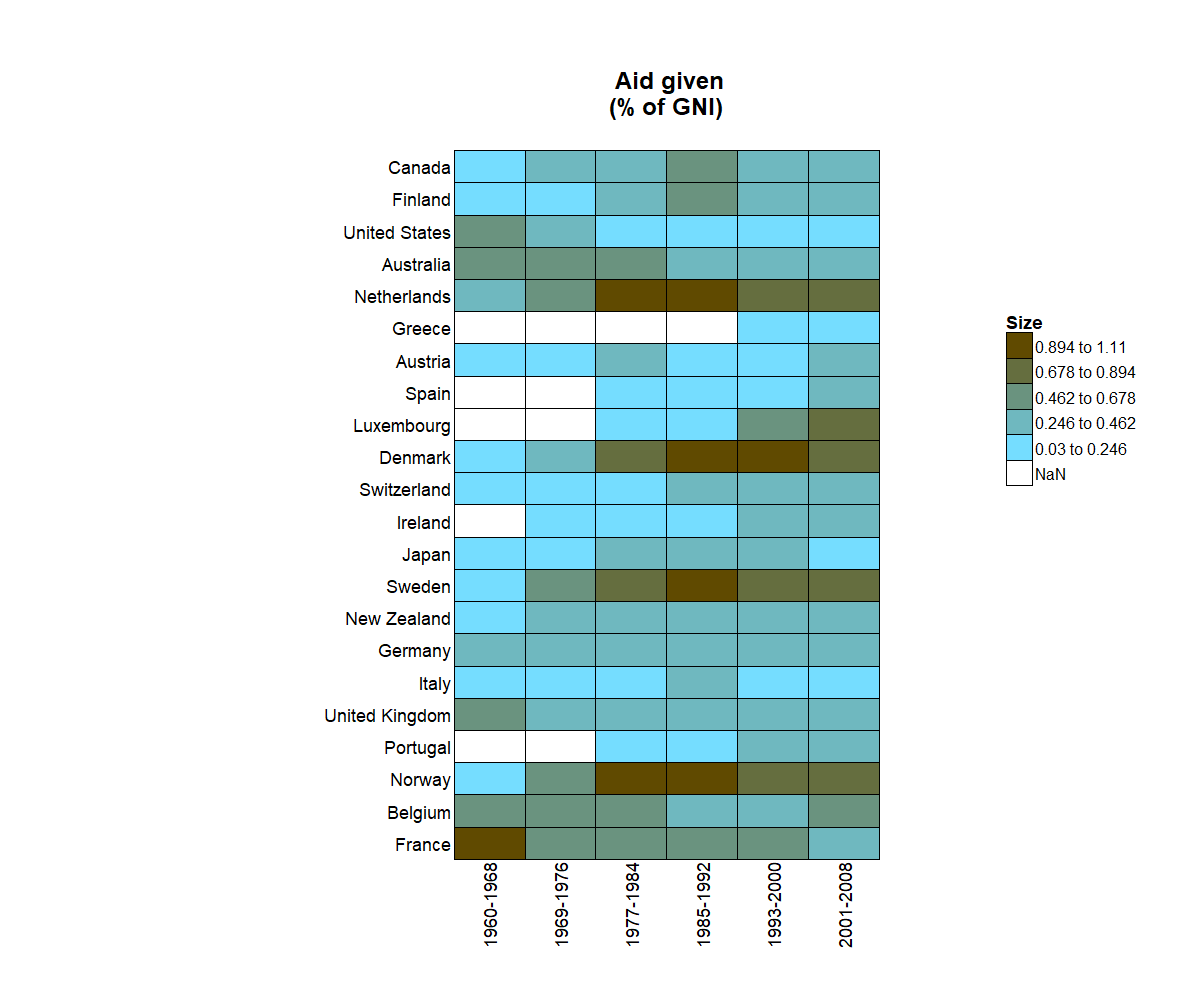 Aid given
(% of GNI)
Canada
Finland
United States
Australia
Netherlands
Greece
Austria
Spain
Luxembourg
Denmark
Switzerland
Ireland
Japan
Sweden
New Zealand
Germany
Italy
United Kingdom
Portugal
Norway
Belgium
France
1960-1968
1969-1976
1977-1984
1985-1992
1993-2000
2001-2008
Size
0.894 to 1.11
0.678 to 0.894
0.462 to 0.678
0.246 to 0.462
0.03 to 0.246
NaN